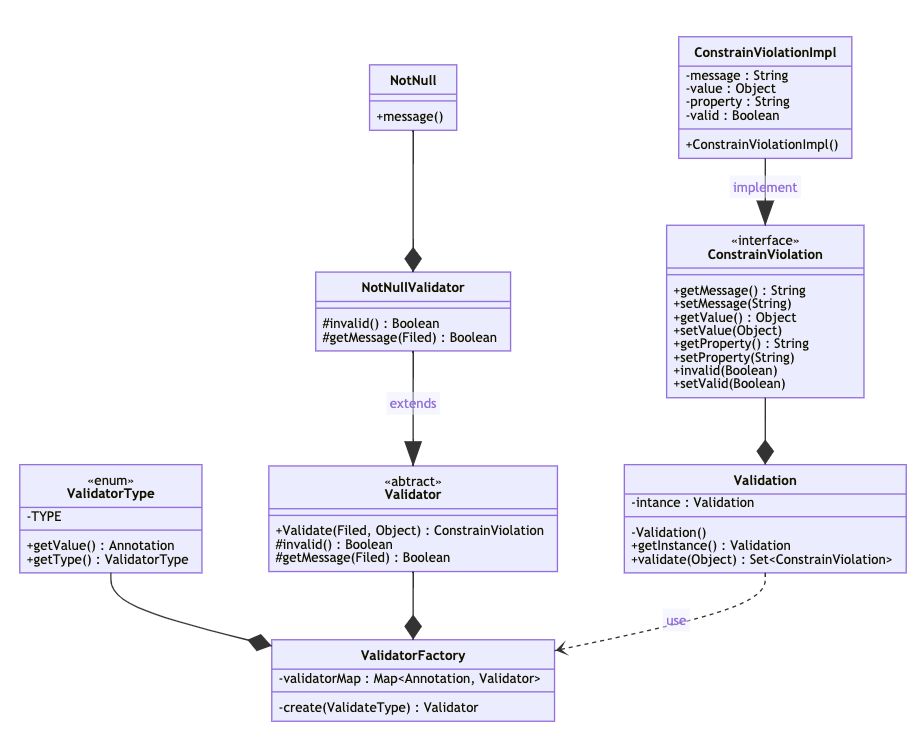 NotNull
+message()
ConstrainViolationImpl
-message : String
-value : Object
-property : String
-valid : Boolean
+ConstrainViolationImpl()
implement
«interface»
ConstrainViolation
+getMessage() : String
+setMessage(String)
+getValue() : Object
+setValue(Object)
+getProperty() : String
+setProperty(String)
+invalid(Boolean)
+setValid(Boolean)
NotNullValidator
#invalid() : Boolean
#getMessage(Filed) : Boolean
extends
«enum»
ValidatorType
-TYPE
+getValue() : Annotation
+getType() : ValidatorType
«abtract»
Validator
+Validate(Filed, Object) : ConstrainViolation
#invalid() : Boolean
#getMessage(Filed) : Boolean
Validation
-intance : Validation
-Validation()
+getInstance() : Validation
+validate(Object) : Set<ConstrainViolation>
use
ValidatorFactory
-validatorMap : Map<Annotation, Validator>
-create(ValidateType) : Validator